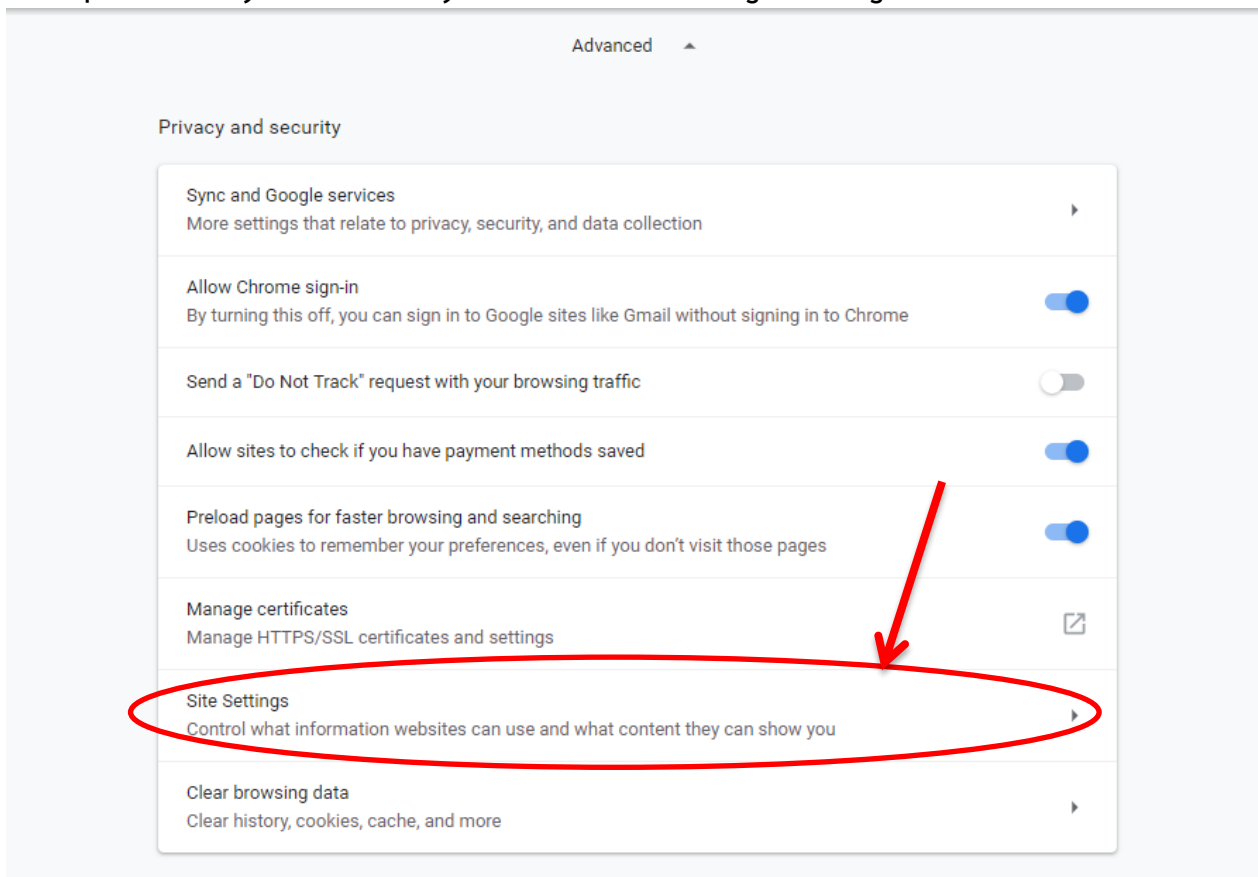 Advanced
Privacy and security
Sync and Google services
More settings that relate to privacy, security, and data collection
Allow Chrome sign-in
By turning this off, you can sign in to Google sites like Gmail without signing in to Chrome
Send a "Do Not Track" request with your browsing traffic
Allow sites to check if you have payment methods saved
Preload pages for faster browsing and searching
Uses cookies to remember your preferences, even if you don’t visit those pages
Manage certificates
Manage HTTPS/SSL certificates and settings
Site Settings
Control what information websites can use and what content they can show you
Clear browsing data
Clear history, cookies, cache, and more